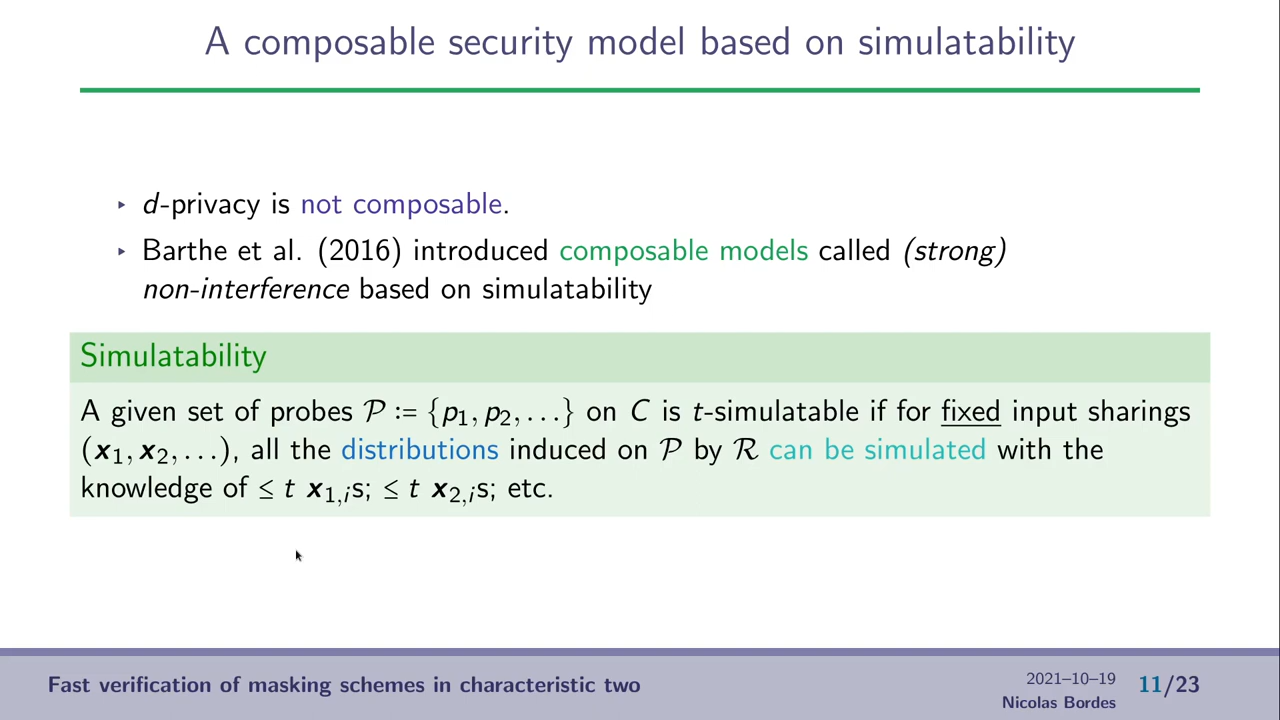 A composable security model based on simulatability
‣ d-privacy is not composable.
‣ Barthe et al. (2016) introduced composable models called (strong)
non-interference based on simulatability
Simulatability
A given set of probes 𝒫 := {p₁, p₂, …} on C is t-simulatable if for fixed input sharings
(𝒙₁, 𝒙₂, …), all the distributions induced on 𝒫 by ℛ can be simulated with the
knowledge of ≤ t 𝒙₁,ᵢs; ≤ t 𝒙₂,ᵢs; etc.
Fast verification of masking schemes in characteristic two
2021–10–19
Nicolas Bordes
11/23